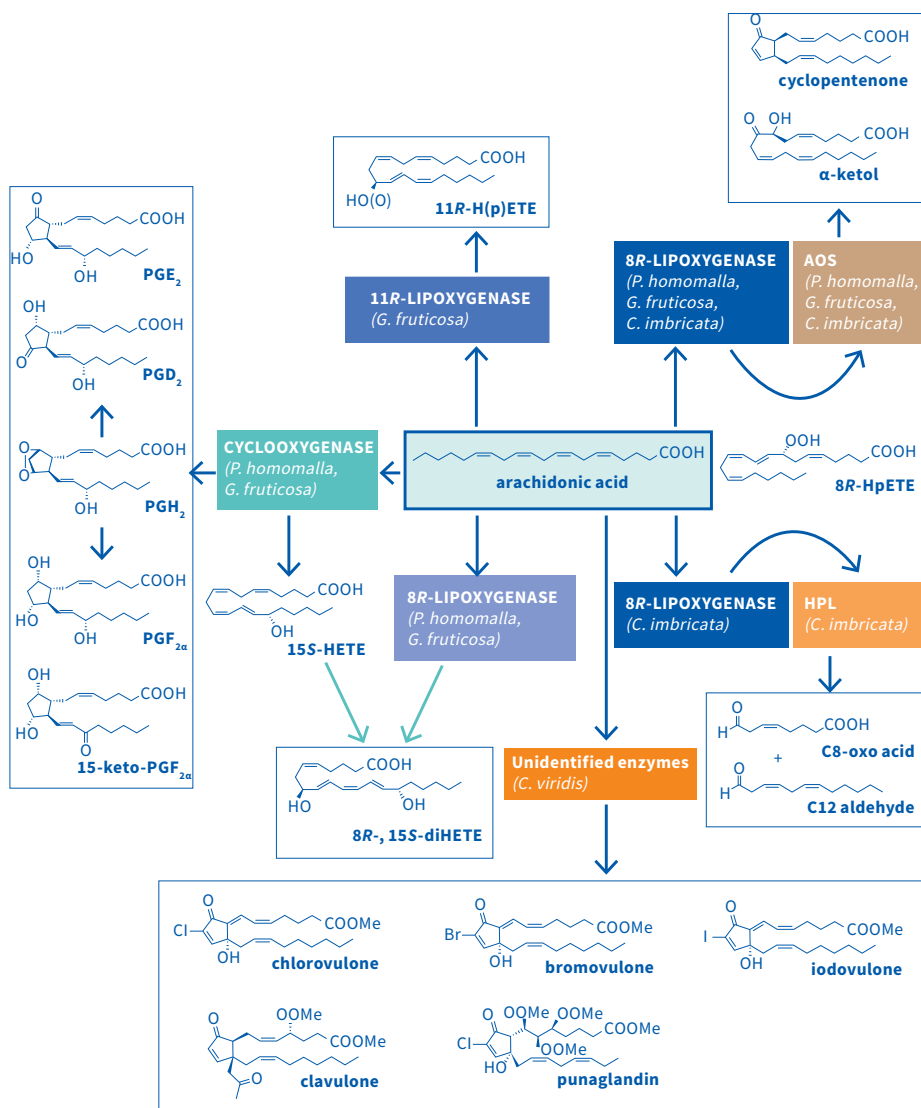 O
COOH
cyclopentenone
O
OH
COOH
α-ketol
COOH
HO(O)
11R-H(p)ETE
O
COOH
HO
OH
PGE2
OH
COOH
O
OH
PGD2
O
O
COOH
OH
PGH2
OH
COOH
HO
OH
PGF2α
OH
COOH
HO
O
15-keto-PGF2α
11R-LIPOXYGENASE
(G. fruticosa)
8R-LIPOXYGENASE
(P. homomalla,
G. fruticosa,
C. imbricata)
AOS
(P. homomalla,
G. fruticosa,
C. imbricata)
CYCLOOXYGENASE
(P. homomalla,
G. fruticosa)
COOH
arachidonic acid
OOH
COOH
8R-HpETE
COOH
OH
15S-HETE
8R-LIPOXYGENASE
(P. homomalla,
G. fruticosa)
8R-LIPOXYGENASE
(C. imbricata)
HPL
(C. imbricata)
O
H
COOH
C8-oxo acid
+
O
H
C12 aldehyde
COOH
HO
OH
8R-, 15S-diHETE
Unidentified enzymes
(C. viridis)
O
Cl
COOMe
OH
chlorovulone
O
Br
COOMe
OH
bromovulone
O
I
COOMe
OH
iodovulone
OOMe
O
COOMe
O
clavulone
OOMe OOMe
O
COOMe
Cl
OOMe
HO
punaglandin